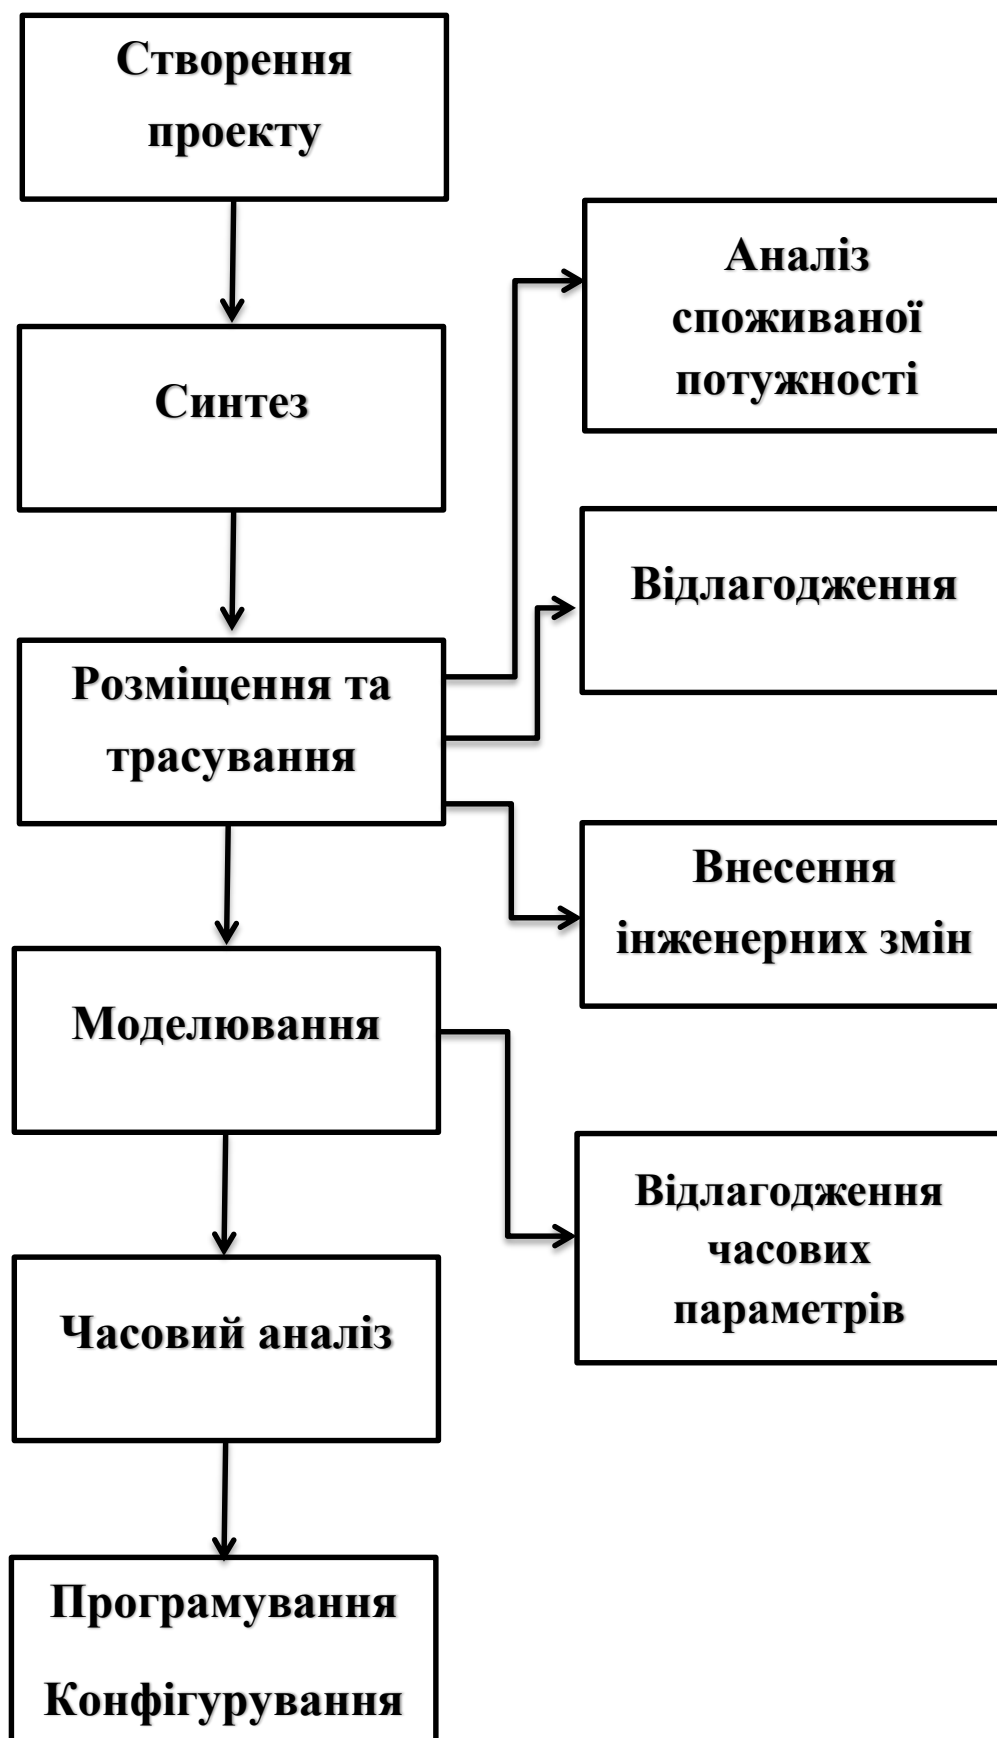 Створення
проекту
Аналіз
споживаної
потужності
Синтез
Відлагодження
Розміщення та
трасування
Внесення
інженерних змін
Моделювання
Відлагодження
часових
параметрів
Часовий аналіз
Програмування
Конфігурування